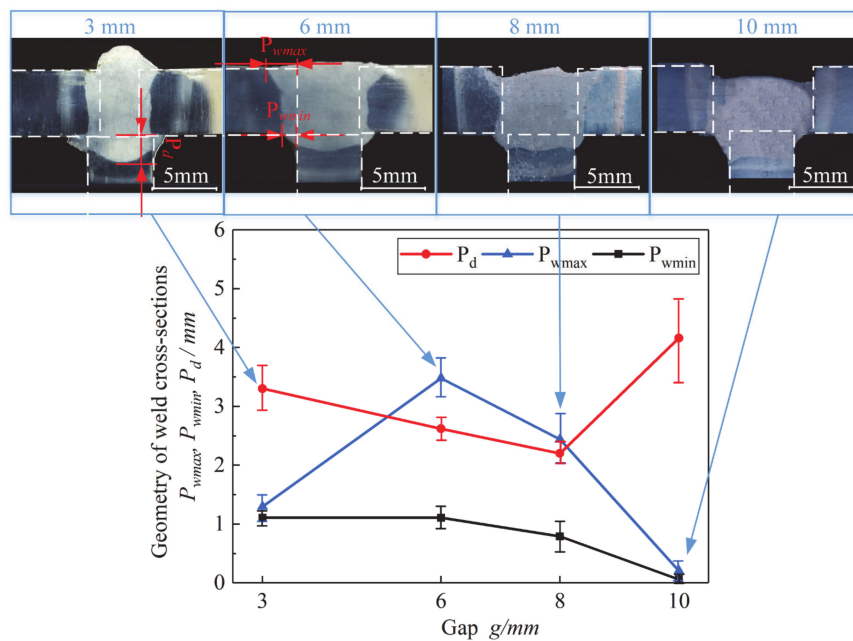 3 mm
6 mm
8 mm
10 mm
Pwmax
Pwmin
Pd
5mm
5mm
5mm
5mm
6
5
4
3
2
1
0
Pd
Pwmax
Pwmin
Geometry of weld cross-sections
Pwmax, Pwmin, Pd / mm
3
6
8
10
Gap g/mm